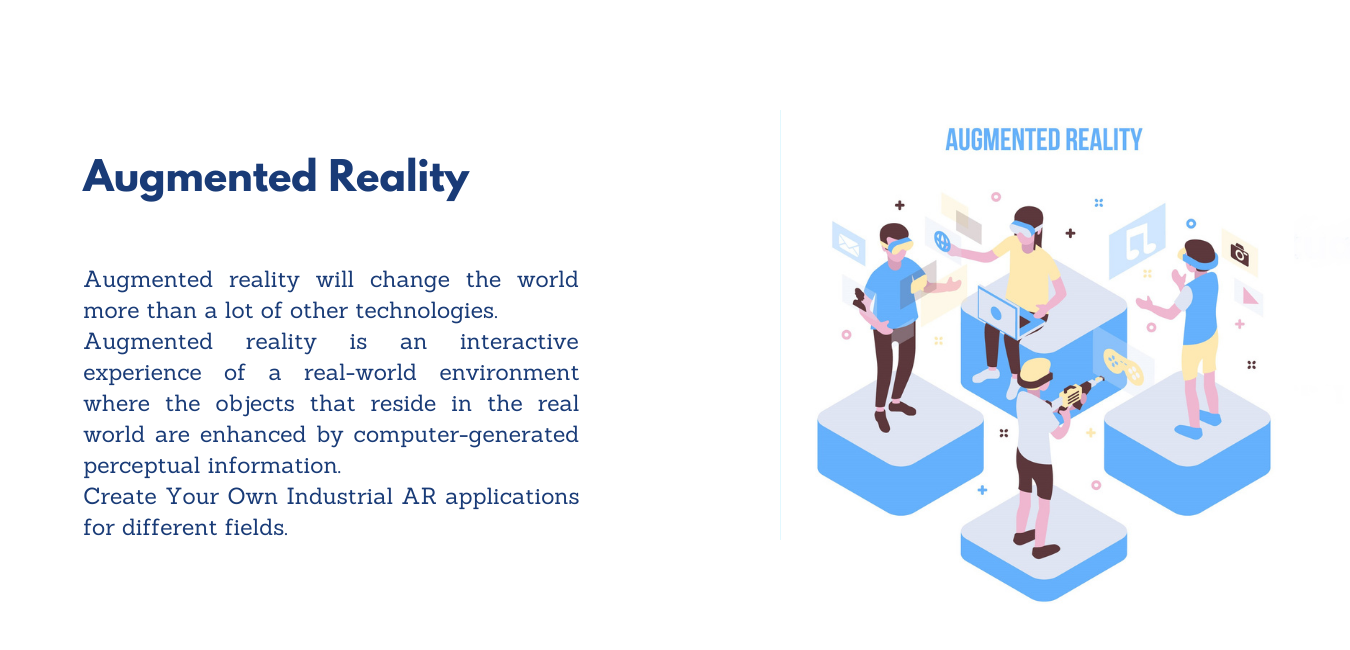 Augmented Reality
Augmented reality will change the world
more than a lot of other technologies.
Augmented reality is an interactive
experience of a real-world environment
where the objects that reside in the real
world are enhanced by computer-generated
perceptual information.
Create Your Own Industrial AR applications
for different fields.
AUGMENTED REALITY